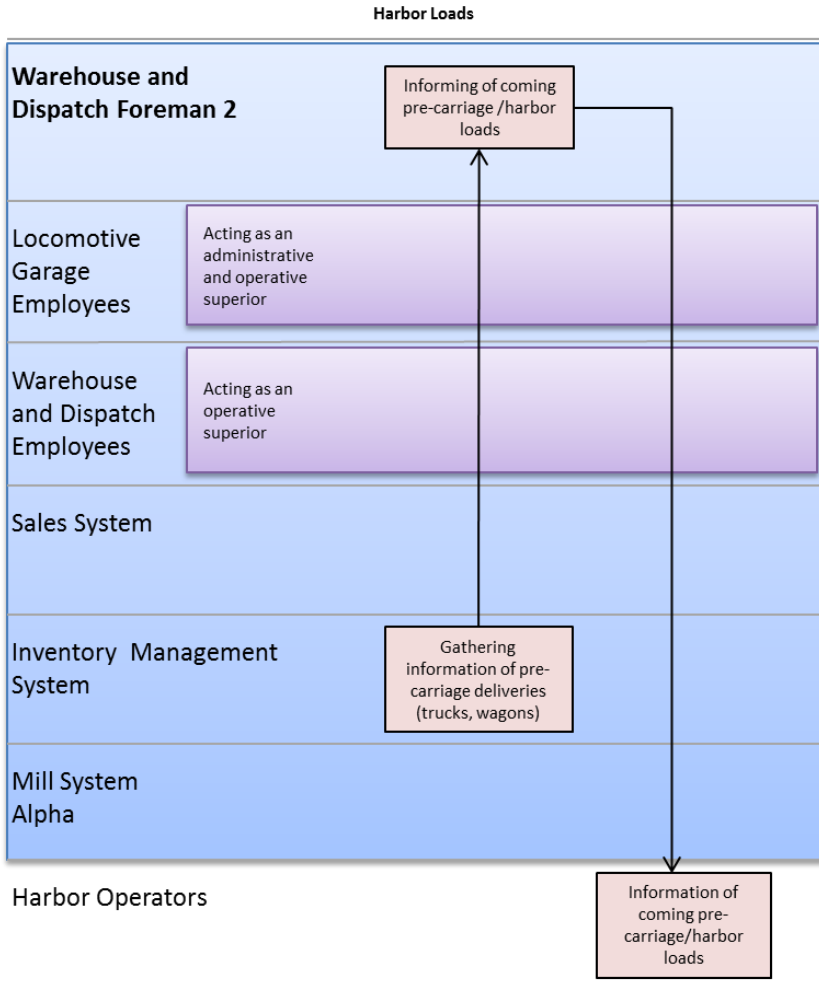 Harbor Loads
Warehouse and
Dispatch Foreman 2
Informing of coming
pre-carriage /harbor
loads
Locomotive
Garage
Employees
Acting as an
administrative
and operative
superior
Warehouse
and Dispatch
Employees
Acting as an
operative
superior
Sales System
Inventory Management
System
Gathering
information of pre-
carriage deliveries
(trucks, wagons)
Mill System
Alpha
Harbor Operators
Information of
coming pre-
carriage/harbor
loads